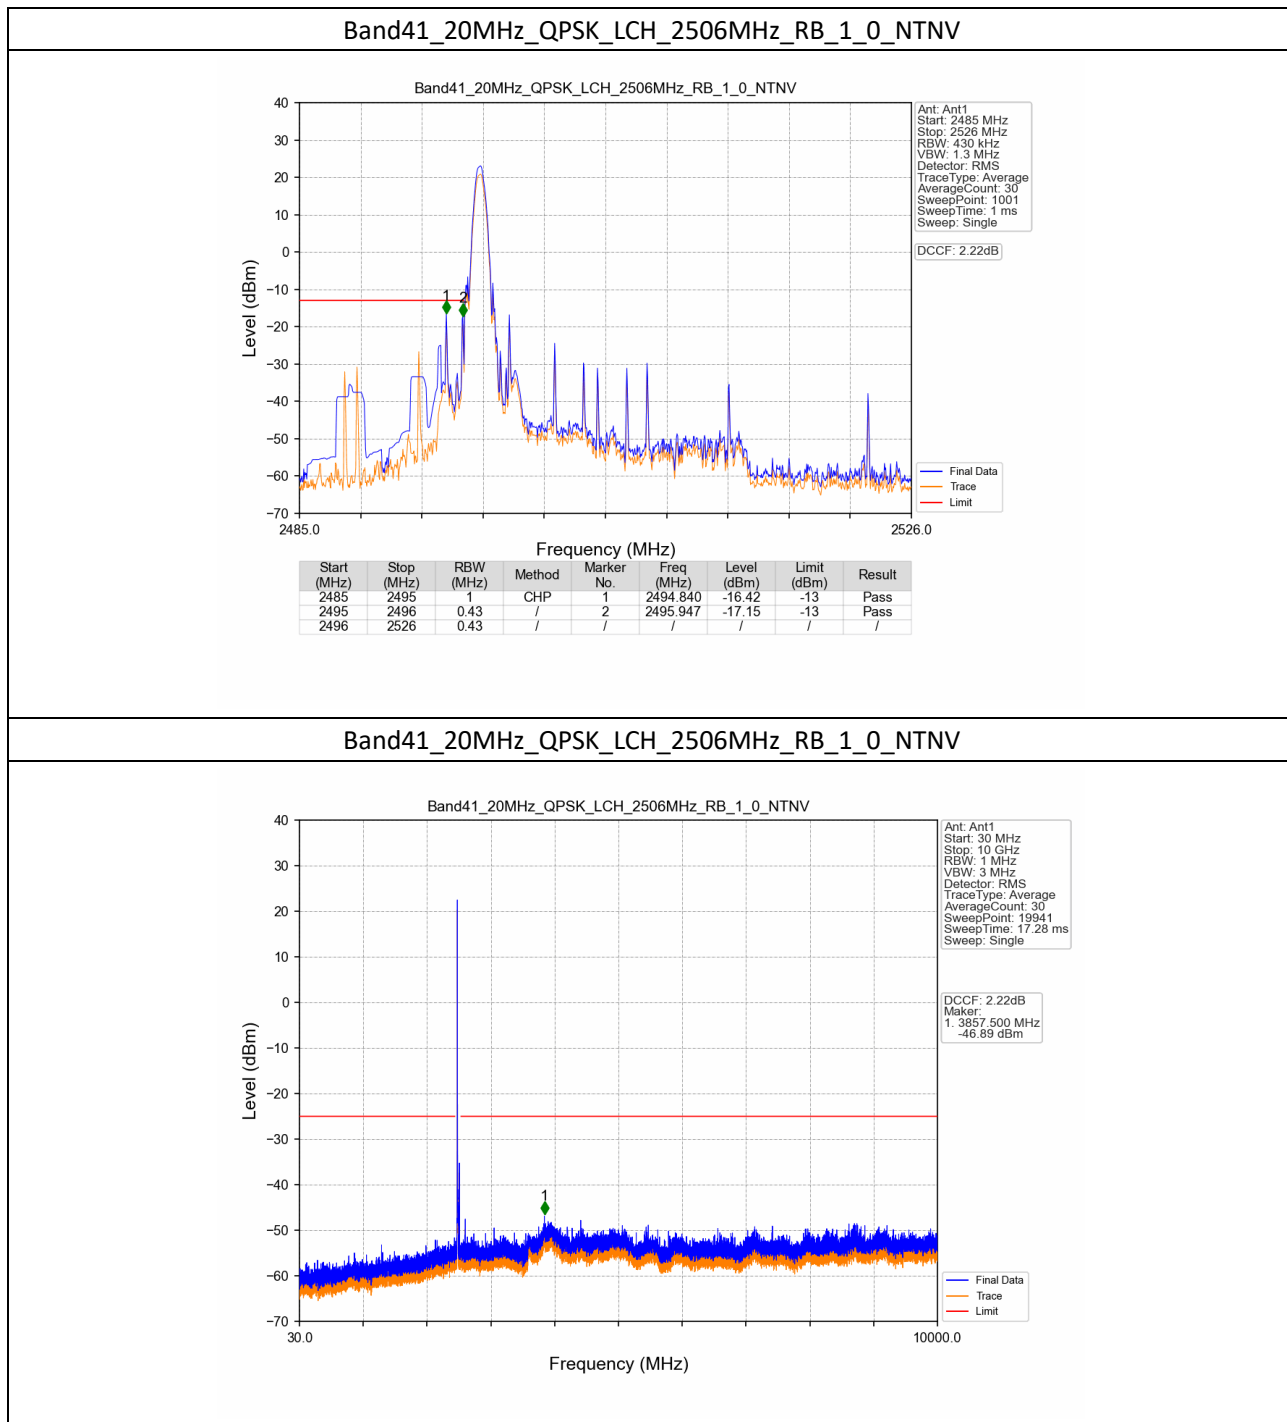 Band41_20MHz_QPSK_LCH_2506MHz_RB_1_0_NTNV
Band41_20MHz_QPSK_LCH_2506MHz_RB_1_0_NTNV
40
30
20
10
0
−10
−20
−30
−40
−50
−60
−70
Level (dBm)
1
2
2485.0
2526.0
Frequency (MHz)
Ant: Ant1
Start: 2485 MHz
Stop: 2526 MHz
RBW: 430 kHz
VBW: 1.3 MHz
Detector: RMS
TraceType: Average
AverageCount: 30
SweepPoint: 1001
SweepTime: 1 ms
Sweep: Single
DCCF: 2.22dB
Final Data
Trace
Limit
Start (MHz) Stop (MHz) RBW (MHz) Method Marker No. Freq (MHz) Level (dBm) Limit (dBm) Result
2485 2495 1 CHP 1 2494.840 -16.42 -13 Pass
2495 2496 0.43 / 2 2495.947 -17.15 -13 Pass
2496 2526 0.43 / / / / / /
Band41_20MHz_QPSK_LCH_2506MHz_RB_1_0_NTNV
Band41_20MHz_QPSK_LCH_2506MHz_RB_1_0_NTNV
40
30
20
10
0
−10
−20
−30
−40
−50
−60
−70
Level (dBm)
1
30.0
10000.0
Frequency (MHz)
Ant: Ant1
Start: 30 MHz
Stop: 10 GHz
RBW: 1 MHz
VBW: 3 MHz
Detector: RMS
TraceType: Average
AverageCount: 30
SweepPoint: 19941
SweepTime: 17.28 ms
Sweep: Single
DCCF: 2.22dB
Maker:
1. 3857.500 MHz
-46.89 dBm
Final Data
Trace
Limit